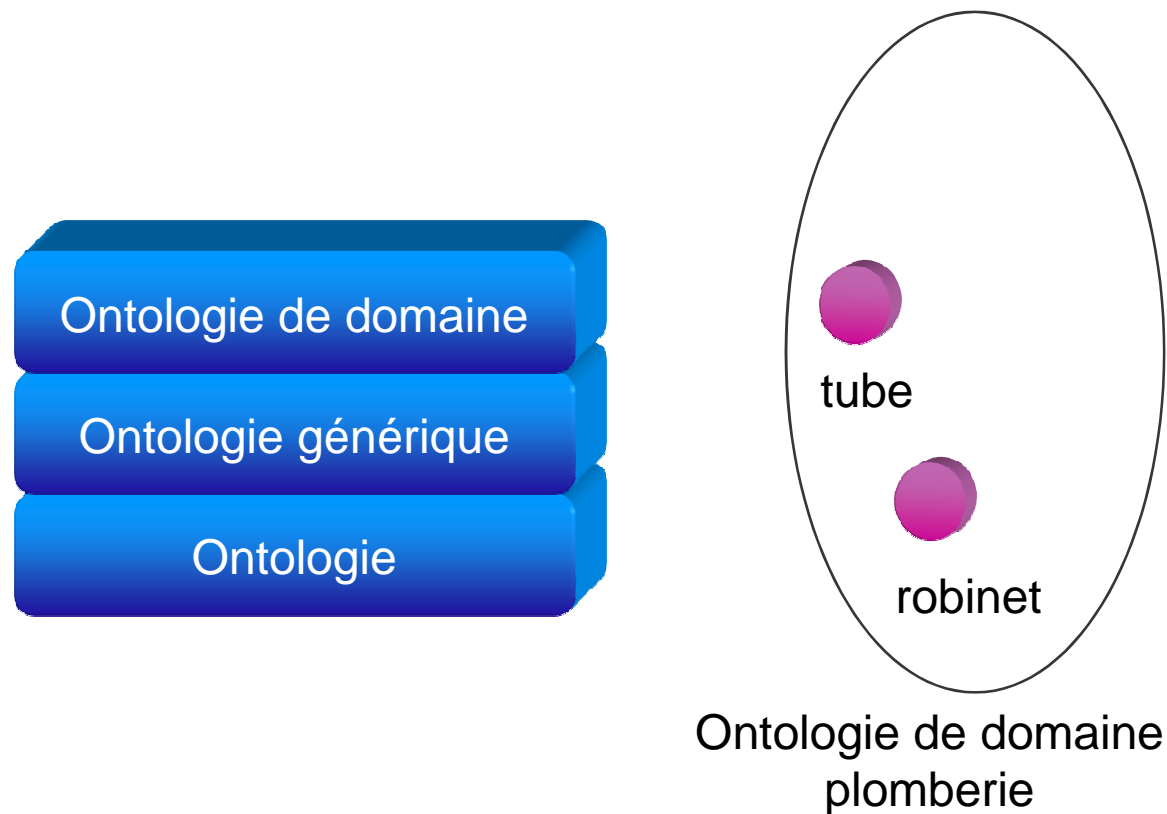 Ontologie de domaine
Ontologie générique
Ontologie
tube
robinet
Ontologie de domaine
plomberie